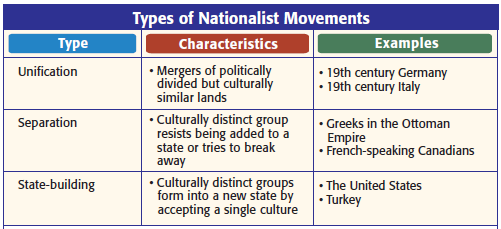 Types of Nationalist Movements
Type
Characteristics
Examples
Unification
• Mergers of politically
divided but culturally
similar lands
• 19th century Germany
• 19th century Italy
Separation
• Culturally distinct group
resists being added to a
state or tries to break
away
• Greeks in the Ottoman
Empire
• French-speaking Canadians
State-building
• Culturally distinct groups
form into a new state by
accepting a single culture
• The United States
• Turkey